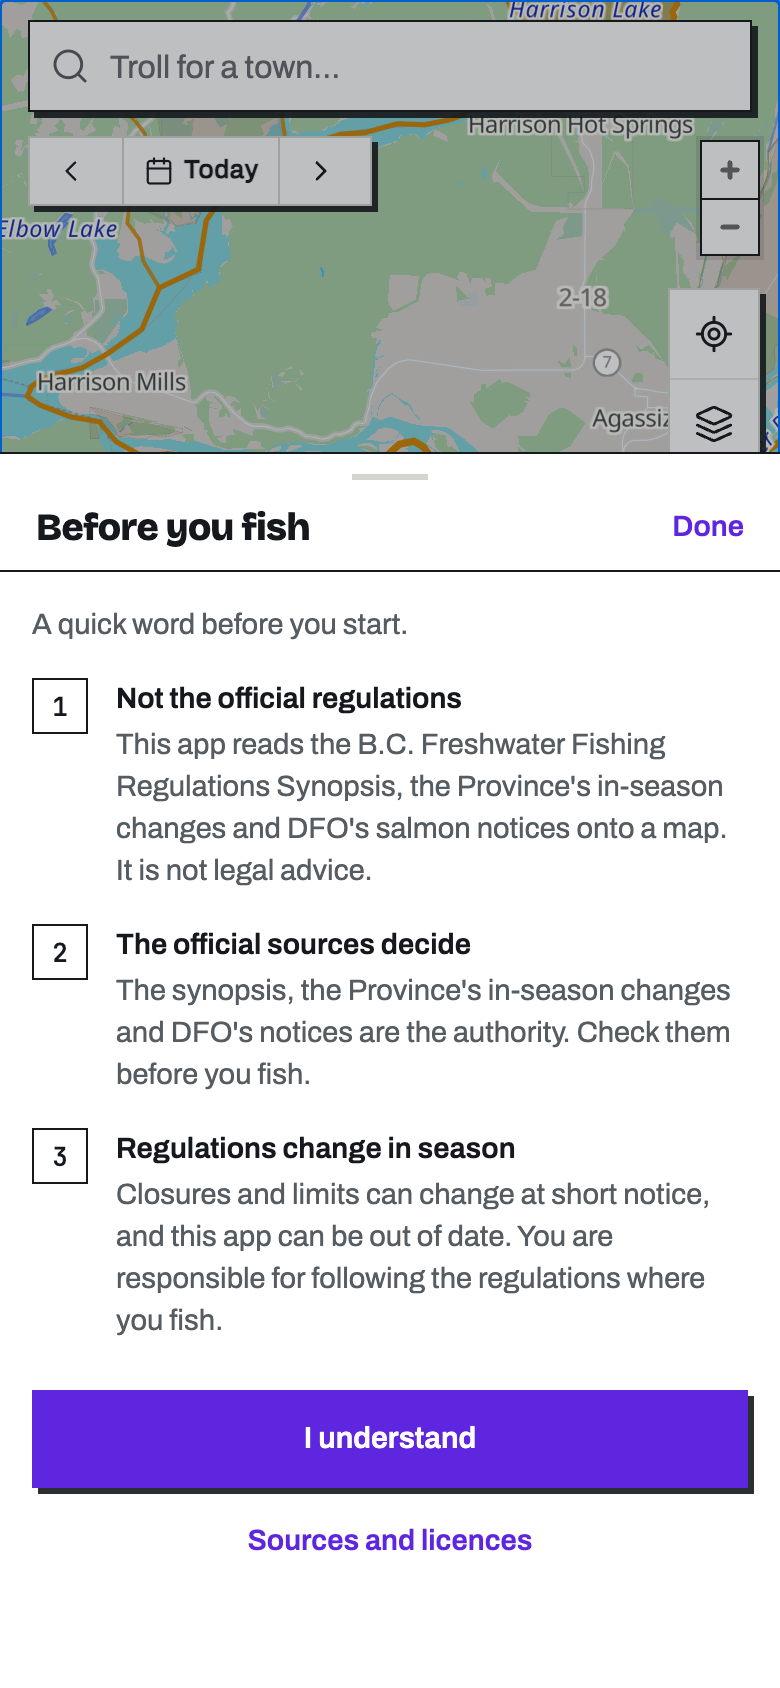 Harrison Lake
Troll for a town...
Harrison Hot Springs
Today
Elbow Lake
2-18
7
Harrison Mills
Agassiz
Before you fish
Done
A quick word before you start.
1
Not the official regulations
This app reads the B.C. Freshwater Fishing
Regulations Synopsis, the Province's in-season
changes and DFO's salmon notices onto a map.
It is not legal advice.
2
The official sources decide
The synopsis, the Province's in-season changes
and DFO's notices are the authority. Check them
before you fish.
3
Regulations change in season
Closures and limits can change at short notice,
and this app can be out of date. You are
responsible for following the regulations where
you fish.
I understand
Sources and licences